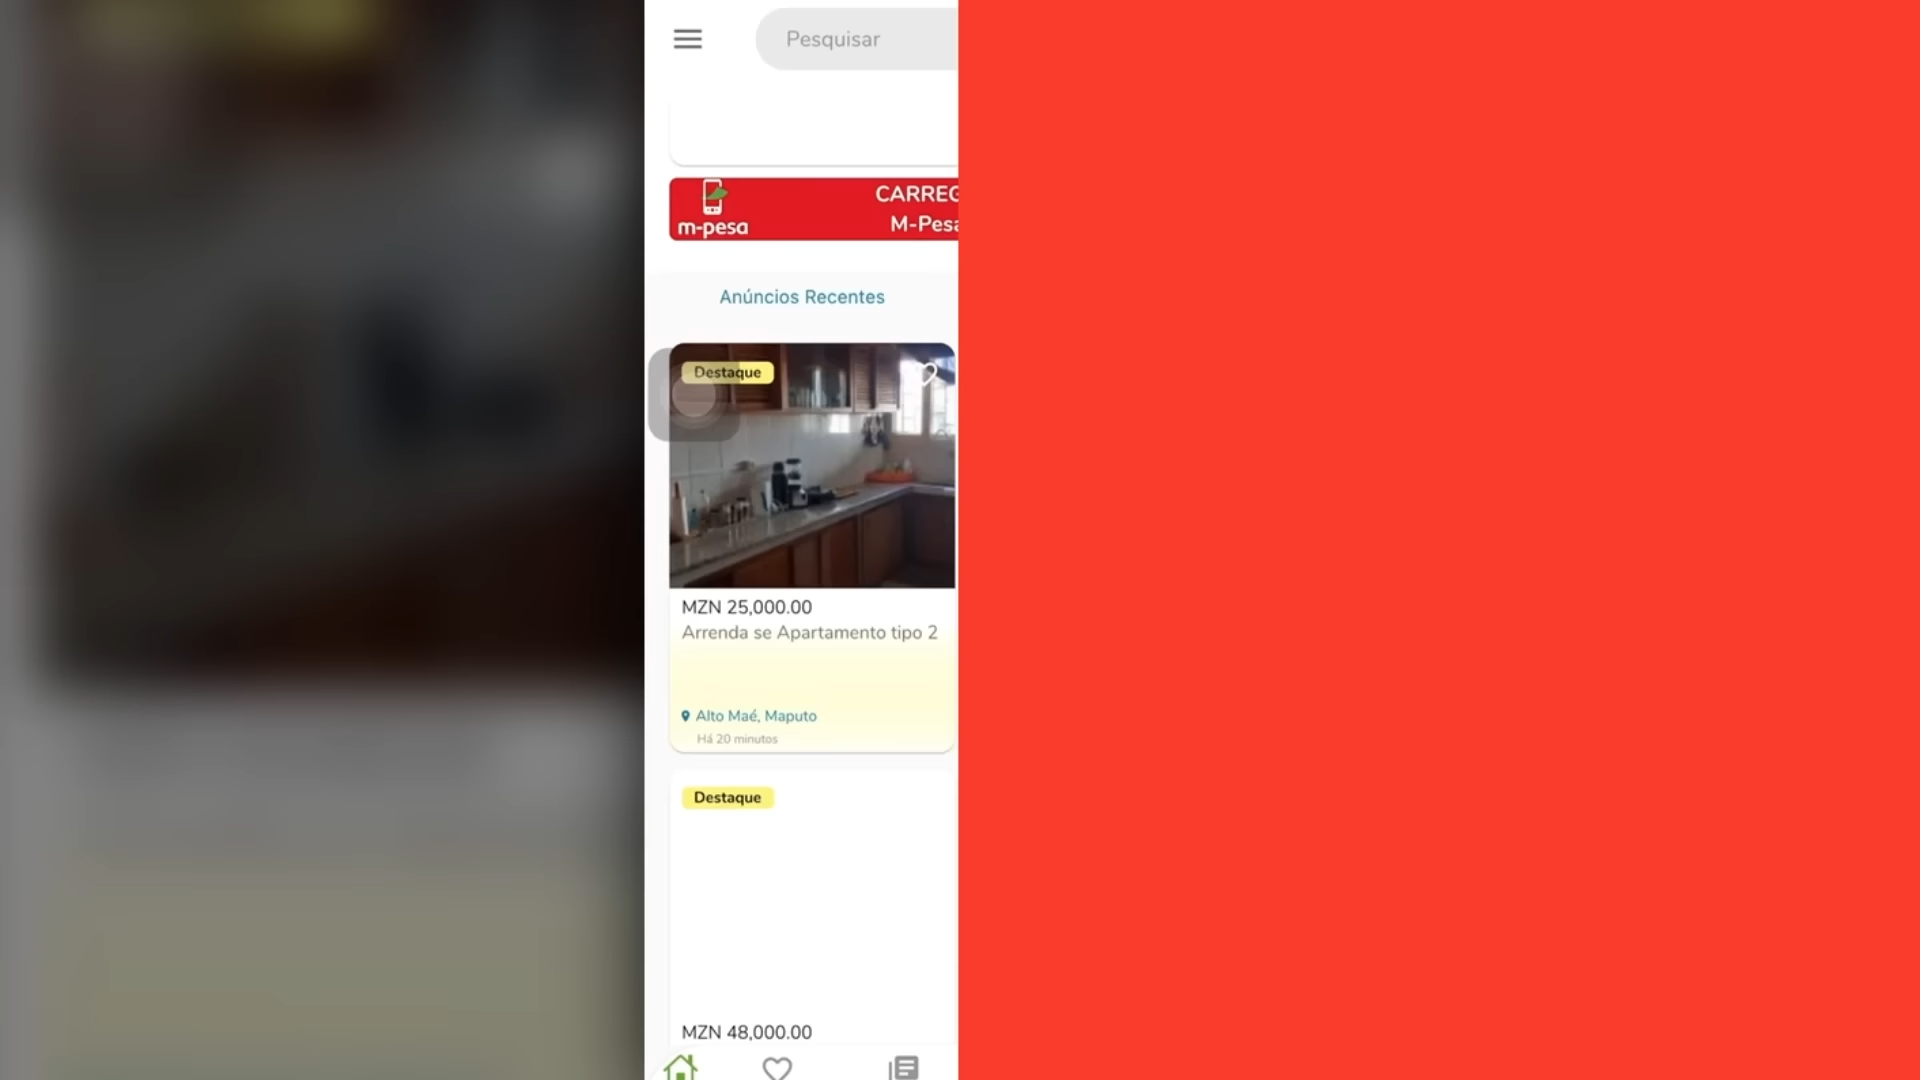 Pesquisar
m-pesa
CARREG
M-Pesa
Anúncios Recentes
Destaque
MZN 25,000.00
Arrenda se Apartamento tipo 2
Alto Maé, Maputo
Há 20 minutos
Destaque
MZN 48,000.00